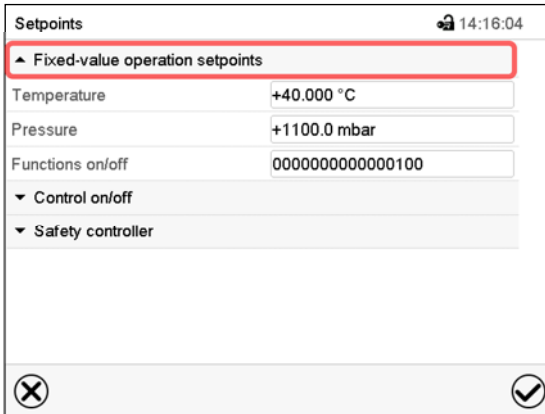 Setpoints 14:16:04
Fixed-value operation setpoints
Temperature +40.000 °C
Pressure +1100.0 mbar
Functions on/off 0000000000000100
Control on/off
Safety controller